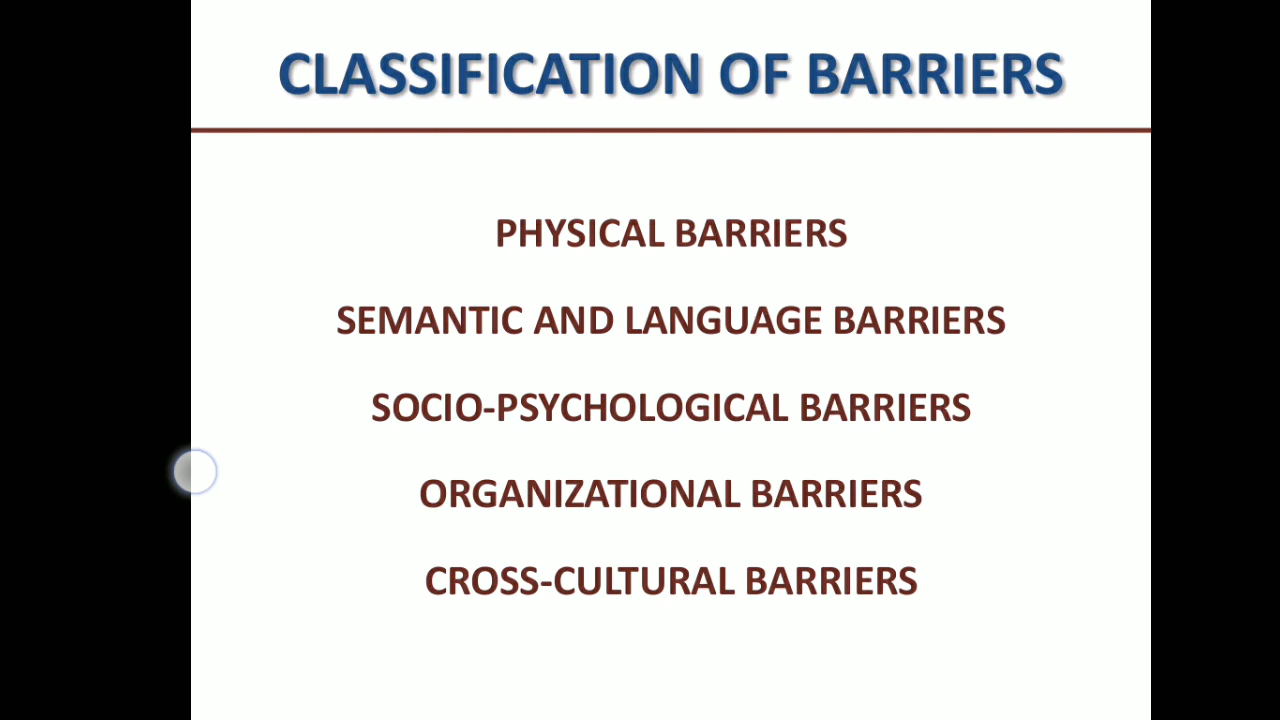 CLASSIFICATION OF BARRIERS
PHYSICAL BARRIERS
SEMANTIC AND LANGUAGE BARRIERS
SOCIO-PSYCHOLOGICAL BARRIERS
ORGANIZATIONAL BARRIERS
CROSS-CULTURAL BARRIERS